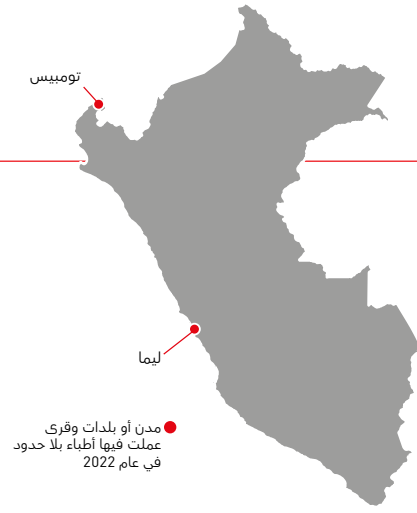 تومبيس
ليما
مدن أو بلدات وقرى
عملت فيها أطباء بلا حدود
في عام 2022